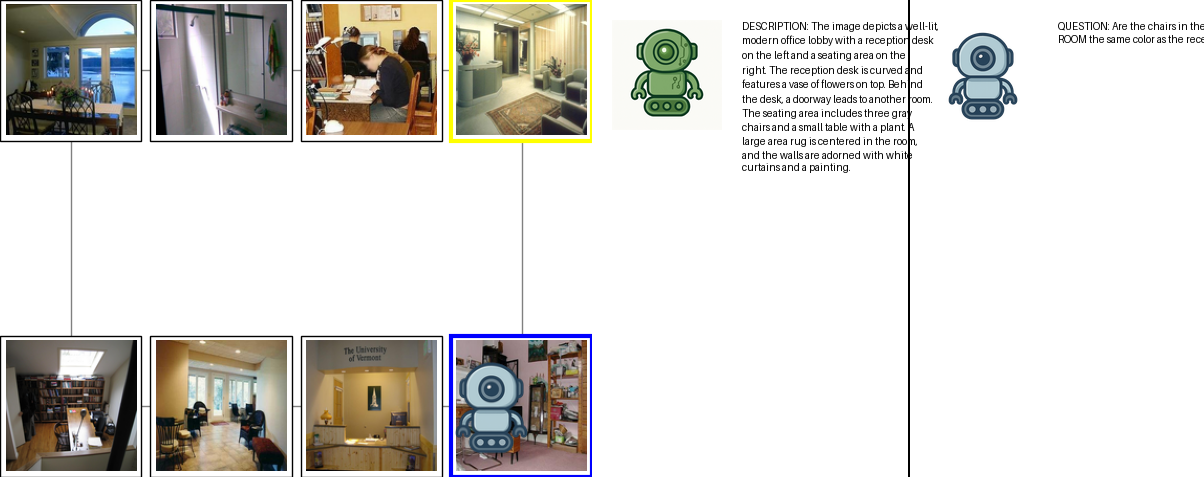 DESCRIPTION: The image depicts a well-lit,
modern office lobby with a reception desk
on the left and a seating area on the
right. The reception desk is curved and
features a vase of flowers on top. Behind
the desk, a doorway leads to another room.
The seating area includes three gray
chairs and a small table with a plant. A
large area rug is centered in the room,
and the walls are adorned with white
curtains and a painting.
QUESTION: Are the chairs in the
ROOM the same color as the rece
The University
of Vermont